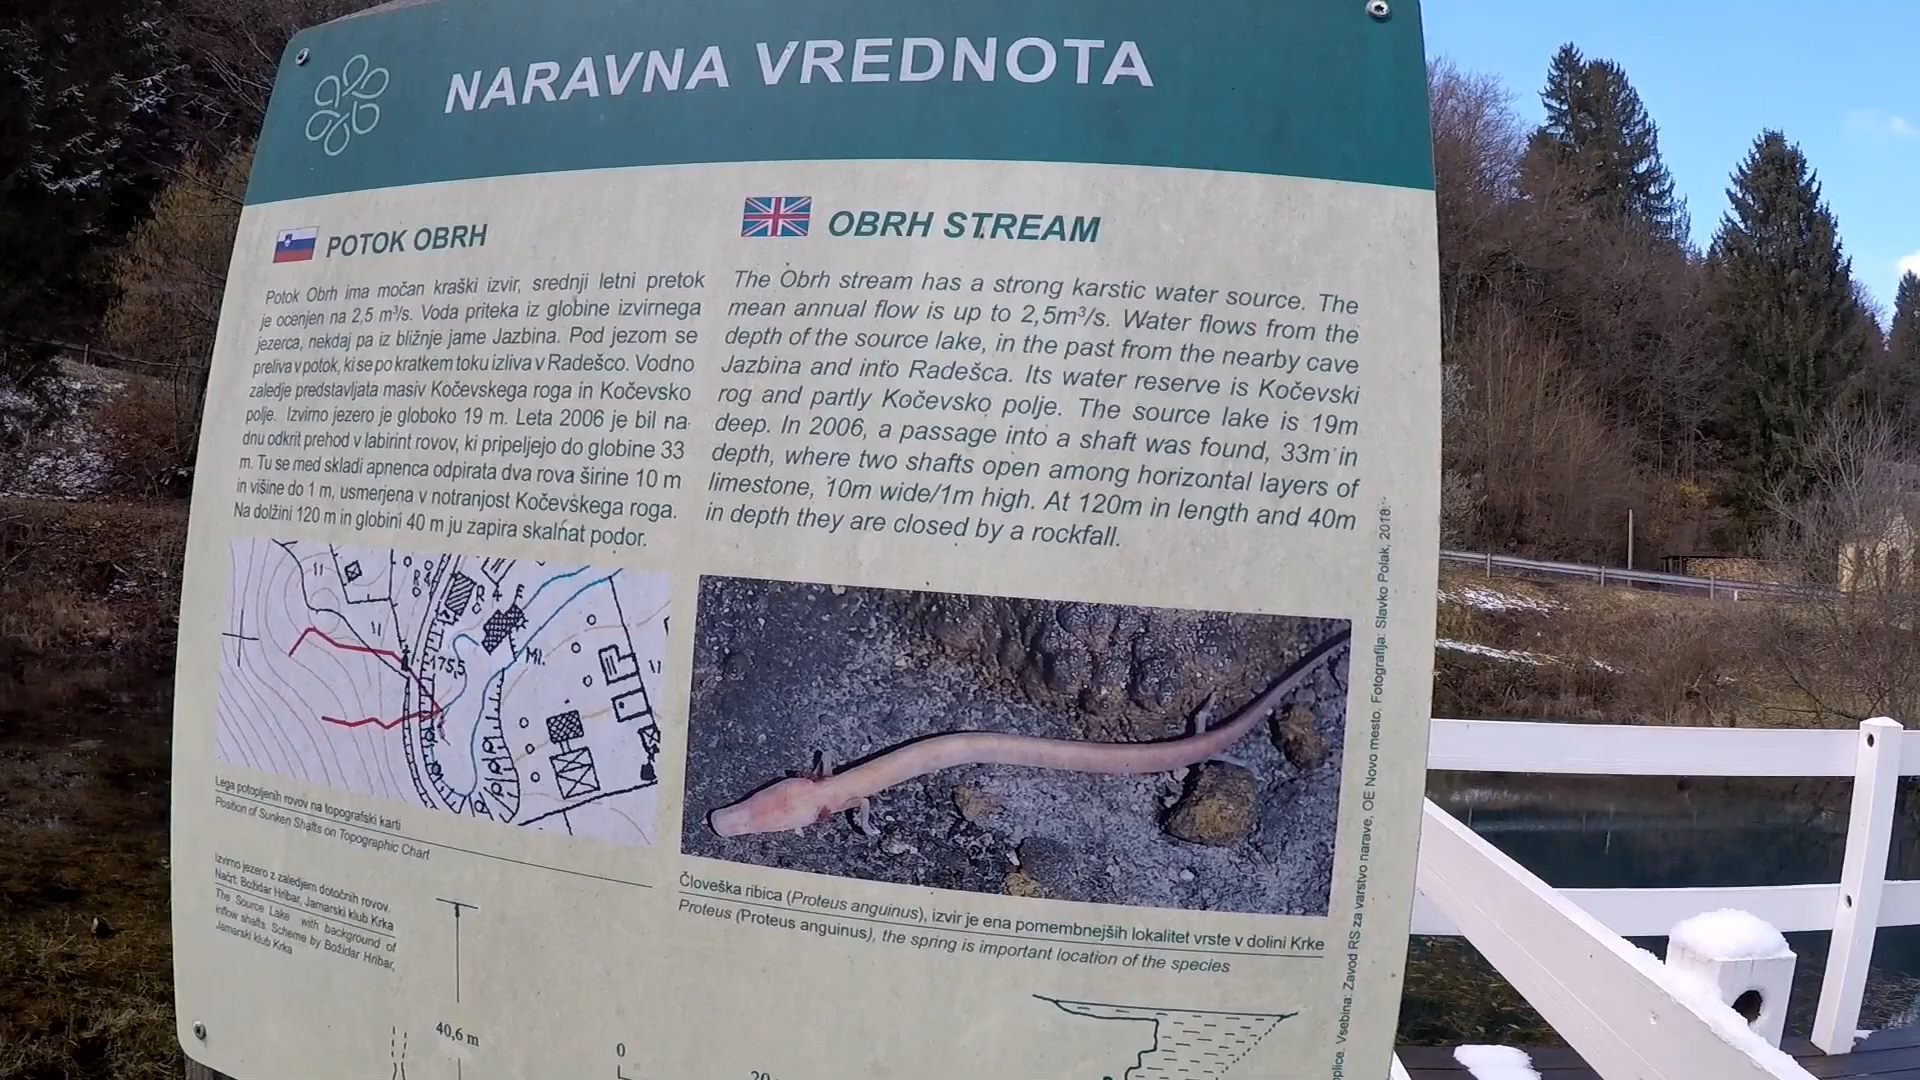 NARAVNA VREDNOTA
POTOK OBRH
Potok Obrh ima močan kraški izvir, srednji letni pretok
je ocenjen na 2,5 m³/s. Voda priteka iz globine izvirnega
jezerca, nekdaj pa iz bližnje jame Jazbina. Pod jezom se
preliva v potok, ki se po kratkem toku izliva v Radešco. Vodno
zaledje predstavljata masiv Kočevskega roga in Kočevsko
polje. Izvirno jezero je globoko 19 m. Leta 2006 je bil na
dnu odkrit prehod v labirint rovov, ki pripeljejo do globine 33
m. Tu se med skladi apnenca odpirata dva rova širine 10 m
in višine do 1 m, usmerjena v notranjost Kočevskega roga.
Na dolžini 120 m in globini 40 m ju zapira skalnat podor.
OBRH STREAM
The Obrh stream has a strong karstic water source. The
mean annual flow is up to 2,5m³/s. Water flows from the
depth of the source lake, in the past from the nearby cave
Jazbina and into Radešca. Its water reserve is Kočevski
rog and partly Kočevsko polje. The source lake is 19m
deep. In 2006, a passage into a shaft was found, 33m in
depth, where two shafts open among horizontal layers of
limestone, 10m wide/1m high. At 120m in length and 40m
in depth they are closed by a rockfall.
175,5
Ml.
Lega potopljenih rovov na topografski karti
Position of Sunken Shafts on Topographic Chart
Človeška ribica (Proteus anguinus), izvir je ena pomembnejših lokalitet vrste v dolini Krke
Proteus (Proteus anguinus), the spring is important location of the species
Izvirno jezero z zaledjem dotočnih rovov.
Načrt: Božidar Hribar, Jamarski klub Krka
The Source Lake with background of
inflow shafts. Scheme by Božidar Hribar,
Jamarski klub Krka
40,6 m
0
20
Vsebina: Zavod RS za varstvo narave, OE Novo mesto. Fotografija: Slavko Polak, 2018.